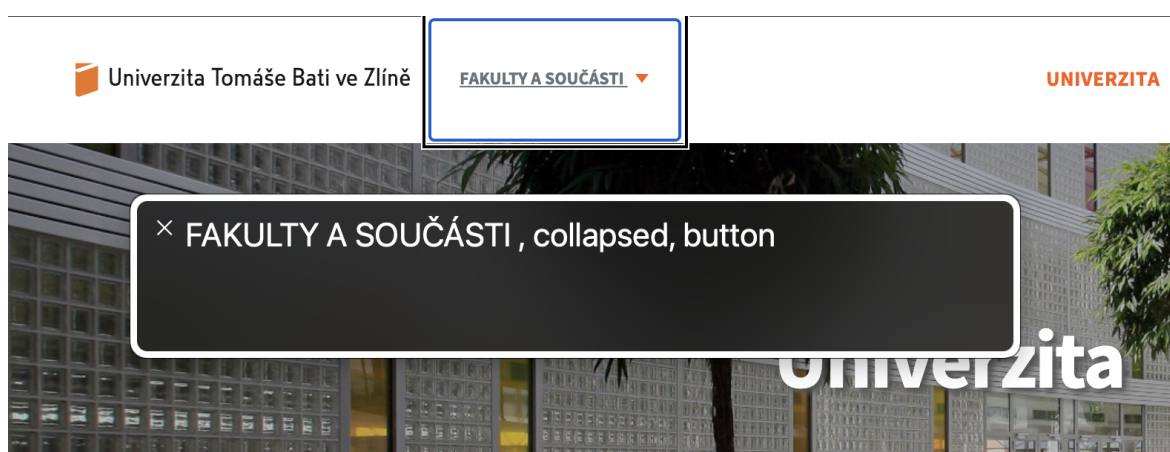 Univerzita Tomáše Bati ve Zlíně
FAKULTY A SOUČÁSTI
UNIVERZITA
FAKULTY A SOUČÁSTI , collapsed, button
Univerzita